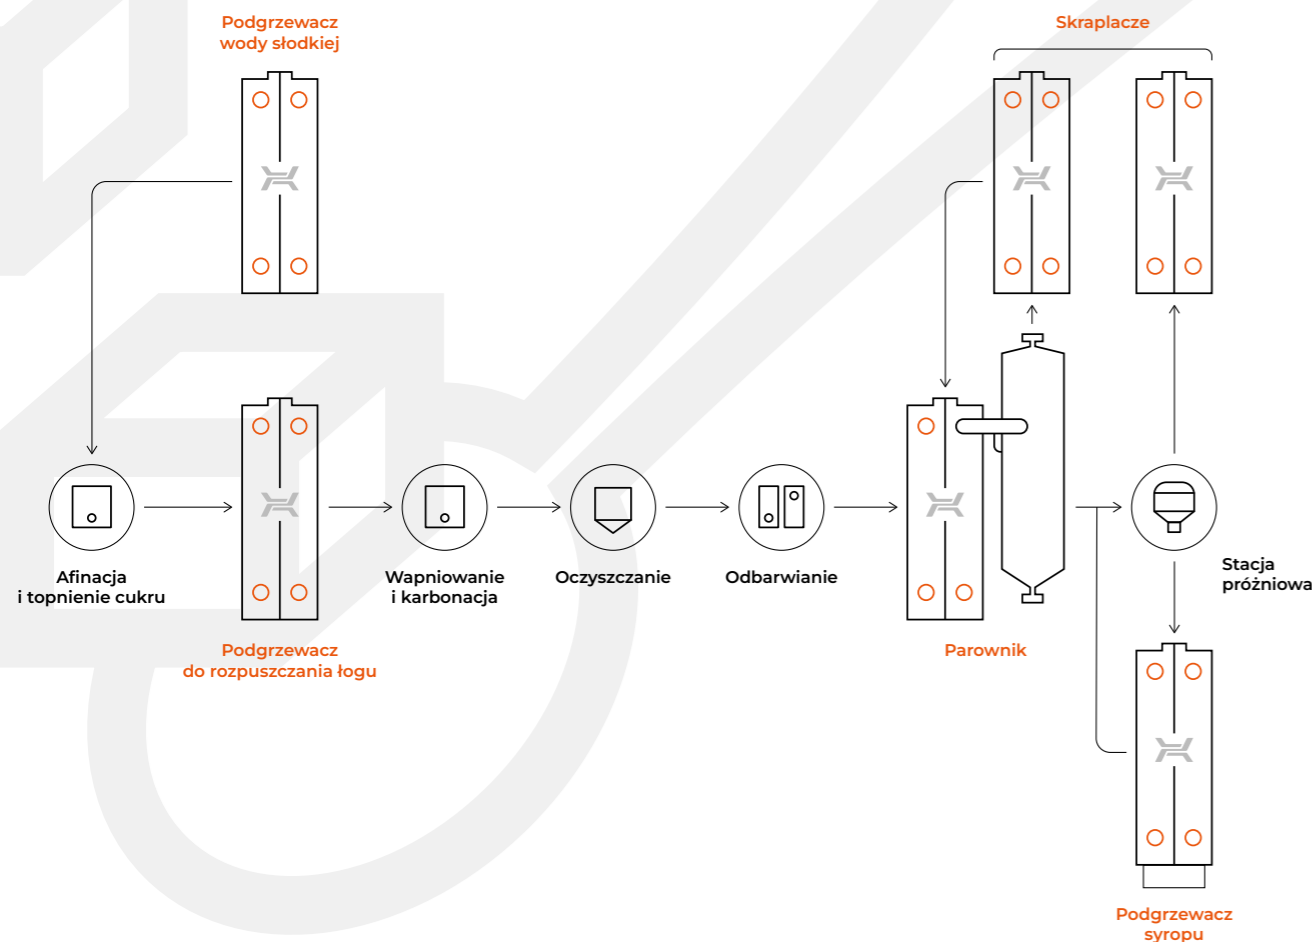 Podgrzewacz
wody słodkiej
Skraplacze
Afinacja
i topnienie cukru
Podgrzewacz
do rozpuszczania łogu
Wapniowanie
i karbonacja
Oczyszczanie
Odbarwianie
Parownik
Stacja
próżniowa
Podgrzewacz
syropu